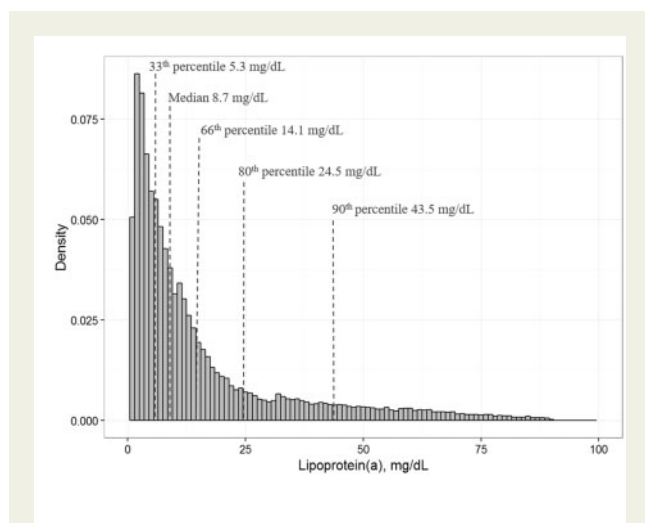 33th percentile 5.3 mg/dL
Median 8.7 mg/dL
66th percentile 14.1 mg/dL
80th percentile 24.5 mg/dL
90th percentile 43.5 mg/dL
0.075
0.050
0.025
0.000
Density
0 25 50 75 100
Lipoprotein(a), mg/dL